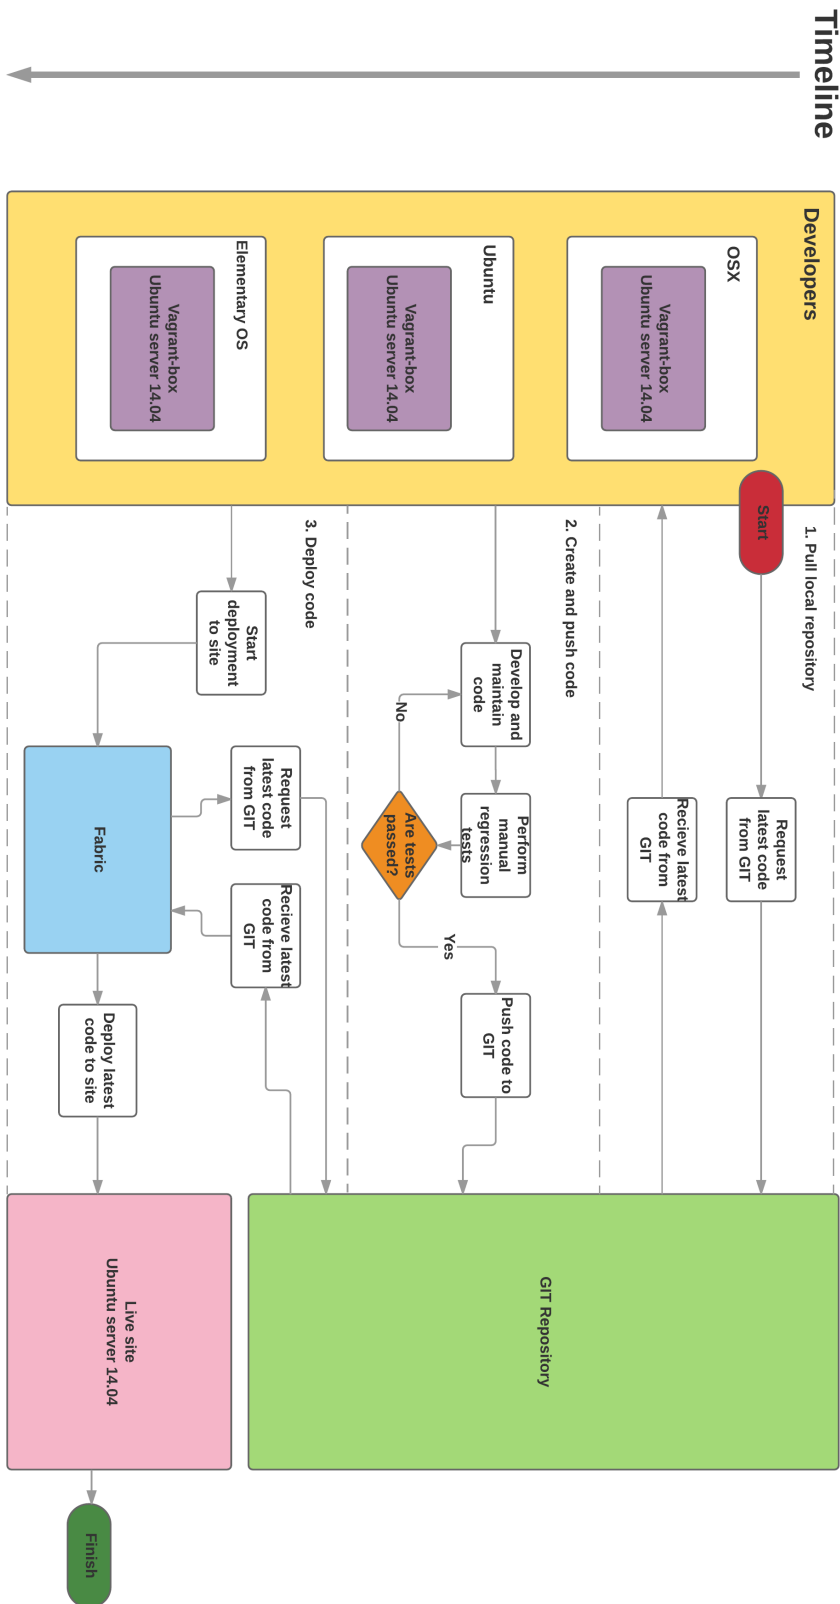 Timeline
Developers
OSX
Vagrant-box
Ubuntu server 14.04
Ubuntu
Vagrant-box
Ubuntu server 14.04
Elementary OS
Vagrant-box
Ubuntu server 14.04
Start
1. Pull local repository
Request
latest code
from GIT
Recieve latest
code from
GIT
2. Create and push code
Develop and
maintain
code
Perform
manual
regression
tests
Are tests
passed?
No
Yes
Push code to
GIT
3. Deploy code
Start
deployment
to site
Request
latest code
from GIT
Recieve latest
code from
GIT
Fabric
Deploy latest
code to site
GIT Repository
Live site
Ubuntu server 14.04
Finish